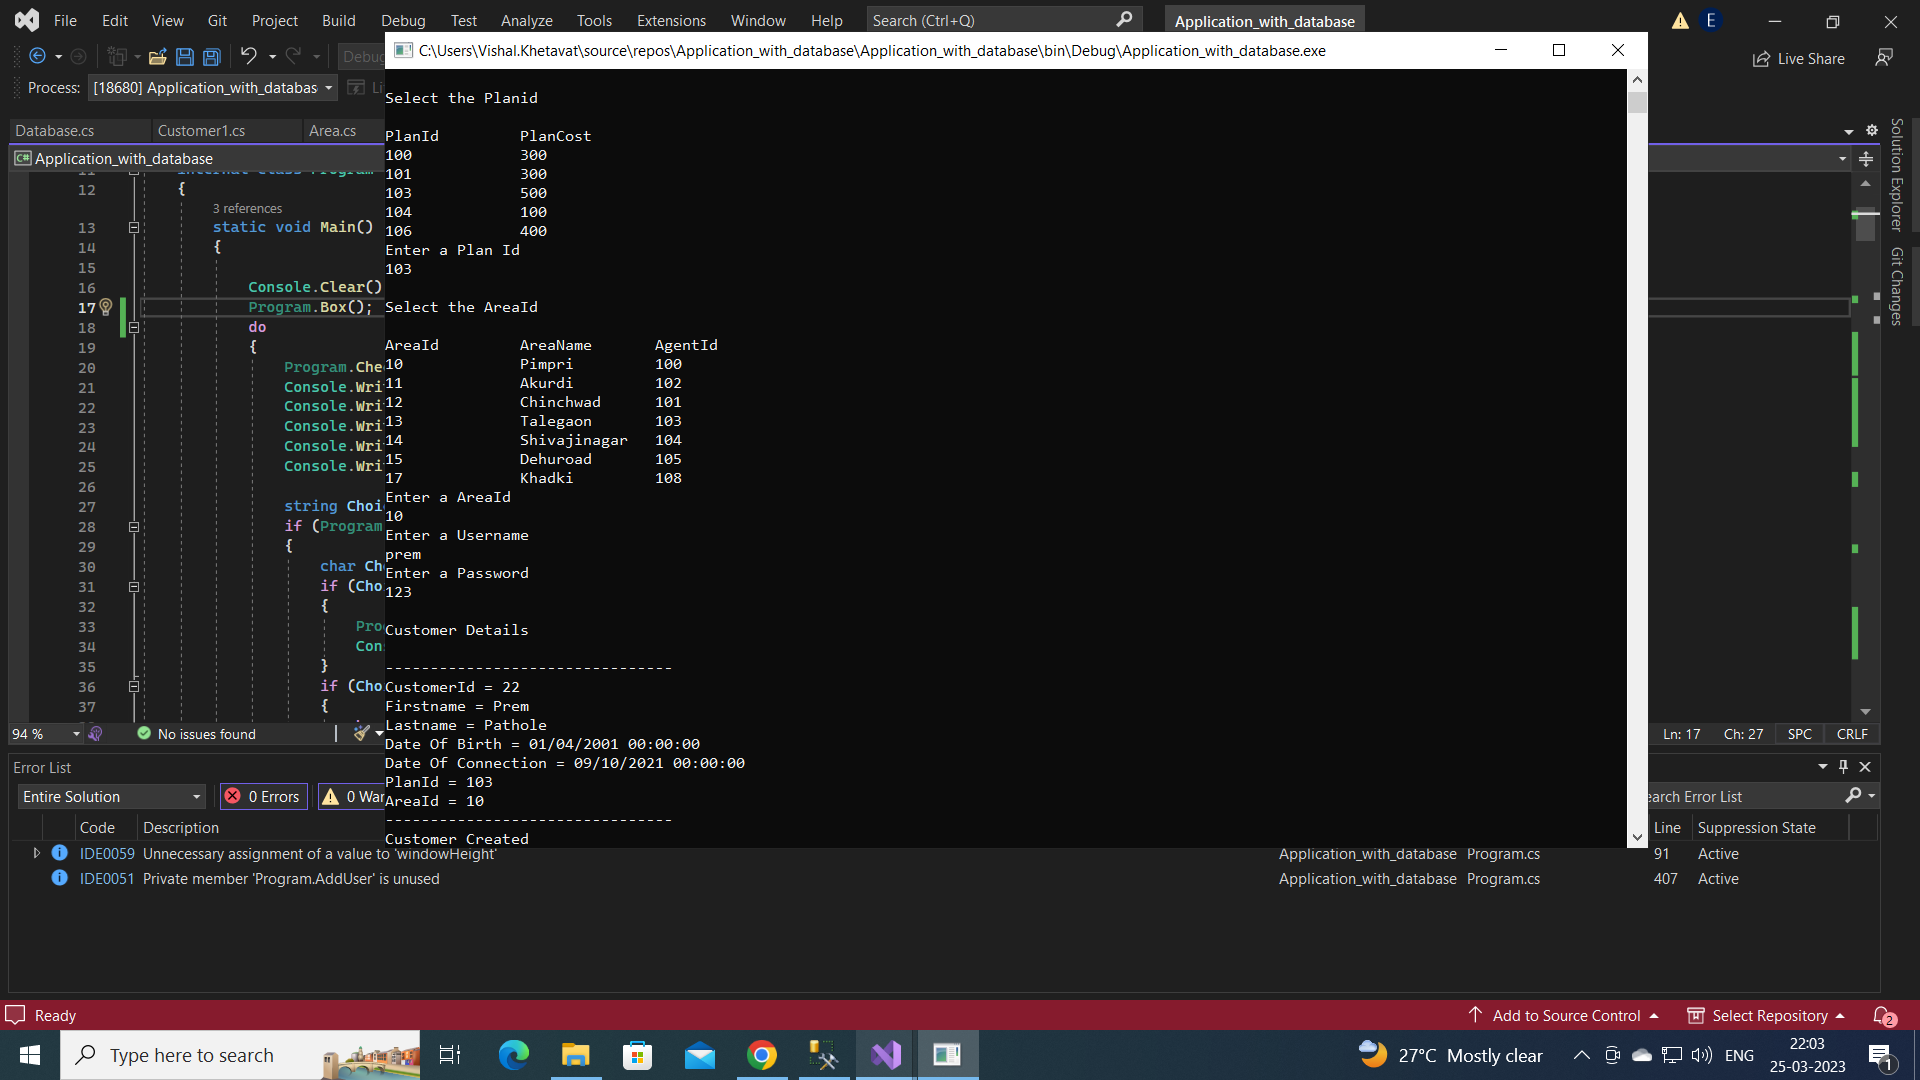 File Edit View Git Project Build Debug Test Analyze Tools Extensions Window Help Search (Ctrl+Q) Application_with_database E
C:\Users\Vishal.Khetavat\source\repos\Application_with_database\Application_with_database\bin\Debug\Application_with_database.exe
Debug
Live Share
Process: [18680] Application_with_databas
Database.cs Customer1.cs Area.cs
Application_with_database
Solution Explorer
Git Changes
11 internal class Program
12 {
3 references
13 static void Main()
14 {
15
16 Console.Clear()
17 Program.Box();
18 do
19 {
20 Program.Che
21 Console.Wri
22 Console.Wri
23 Console.Wri
24 Console.Wri
25 Console.Wri
26
27 string Choi
28 if (Program
29 {
30 char Ch
31 if (Cho
32 {
33 Pro
34 Con
35 }
36 if (Cho
37 {
Select the Planid
PlanId PlanCost
100 300
101 300
103 500
104 100
106 400
Enter a Plan Id
103
Select the AreaId
AreaId AreaName AgentId
10 Pimpri 100
11 Akurdi 102
12 Chinchwad 101
13 Talegaon 103
14 Shivajinagar 104
15 Dehuroad 105
17 Khadki 108
Enter a AreaId
10
Enter a Username
prem
Enter a Password
123
Customer Details
--------------------------------
CustomerId = 22
Firstname = Prem
Lastname = Pathole
Date Of Birth = 01/04/2001 00:00:00
Date Of Connection = 09/10/2021 00:00:00
PlanId = 103
AreaId = 10
--------------------------------
Customer Created
94 % No issues found Ln: 17 Ch: 27 SPC CRLF
Error List
Entire Solution 0 Errors 0 War earch Error List
Code Description Line Suppression State
IDE0059 Unnecessary assignment of a value to 'windowHeight' Application_with_database Program.cs 91 Active
IDE0051 Private member 'Program.AddUser' is unused Application_with_database Program.cs 407 Active
Ready Add to Source Control Select Repository 2
Type here to search 27°C Mostly clear ENG 22:03
25-03-2023 1